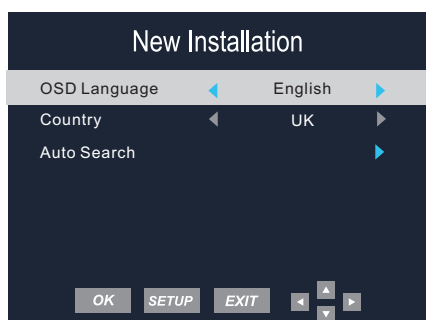 New Installation
OSD Language English
Country UK
Auto Search
OK SETUP EXIT